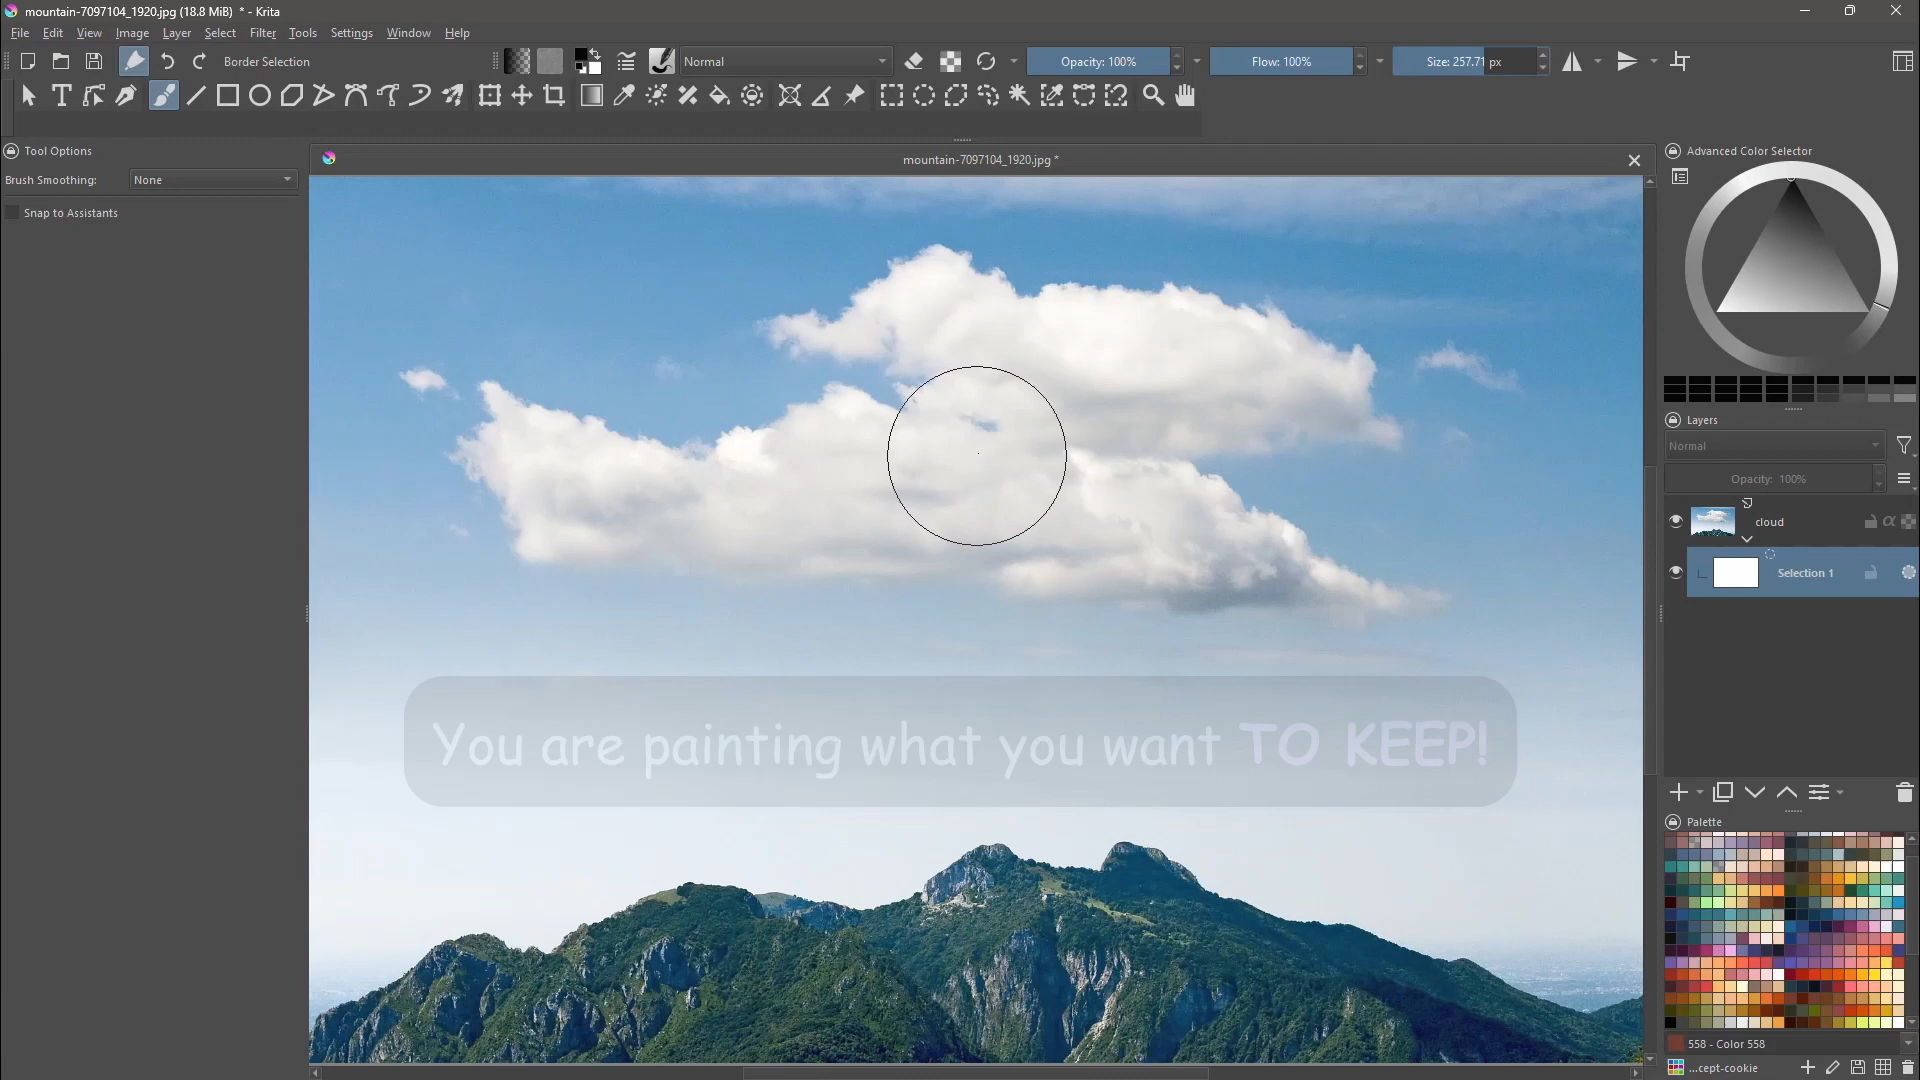 mountain-7097104_1920.jpg (18.8 MiB) * - Krita
File Edit View Image Layer Select Filter Tools Settings Window Help
Border Selection
Normal
Opacity: 100%
Flow: 100%
Size: 257.71 px
Tool Options
mountain-7097104_1920.jpg *
Advanced Color Selector
Brush Smoothing: None
Snap to Assistants
Layers
Normal
Opacity: 100%
cloud
Selection 1
You are painting what you want TO KEEP!
Palette
558 - Color 558
...cept-cookie